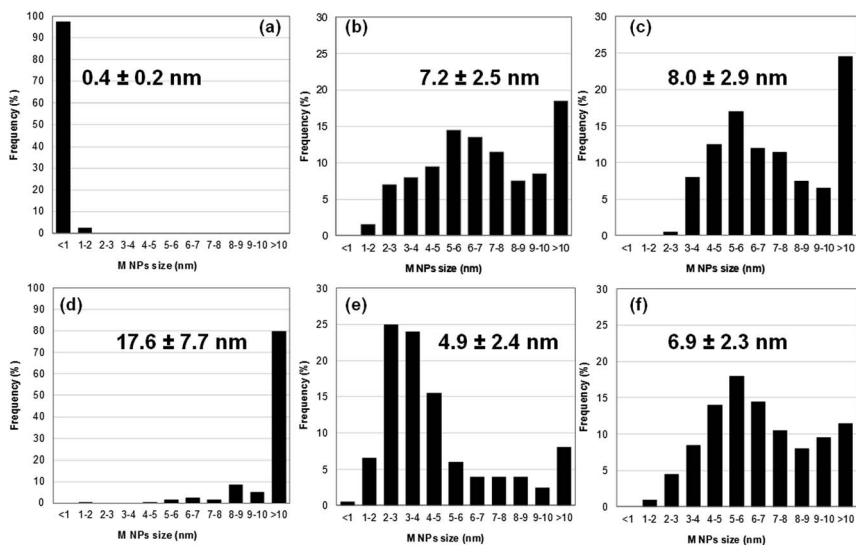 (a)
0.4 ± 0.2 nm
Frequency (%)
100
90
80
70
60
50
40
30
20
10
0
<1 1-2 2-3 3-4 4-5 5-6 6-7 7-8 8-9 9-10 >10
M NPs size (nm)
(b)
7.2 ± 2.5 nm
Frequency (%)
30
25
20
15
10
5
0
<1 1-2 2-3 3-4 4-5 5-6 6-7 7-8 8-9 9-10 >10
M NPs size (nm)
(c)
8.0 ± 2.9 nm
Frequency (%)
30
25
20
15
10
5
0
<1 1-2 2-3 3-4 4-5 5-6 6-7 7-8 8-9 9-10 >10
M NPs size (nm)
(d)
17.6 ± 7.7 nm
Frequency (%)
100
90
80
70
60
50
40
30
20
10
0
<1 1-2 2-3 3-4 4-5 5-6 6-7 7-8 8-9 9-10 >10
M NPs size (nm)
(e)
4.9 ± 2.4 nm
Frequency (%)
30
25
20
15
10
5
0
<1 1-2 2-3 3-4 4-5 5-6 6-7 7-8 8-9 9-10 >10
M NPs size (nm)
(f)
6.9 ± 2.3 nm
Frequency (%)
30
25
20
15
10
5
0
<1 1-2 2-3 3-4 4-5 5-6 6-7 7-8 8-9 9-10 >10
M NPs size (nm)